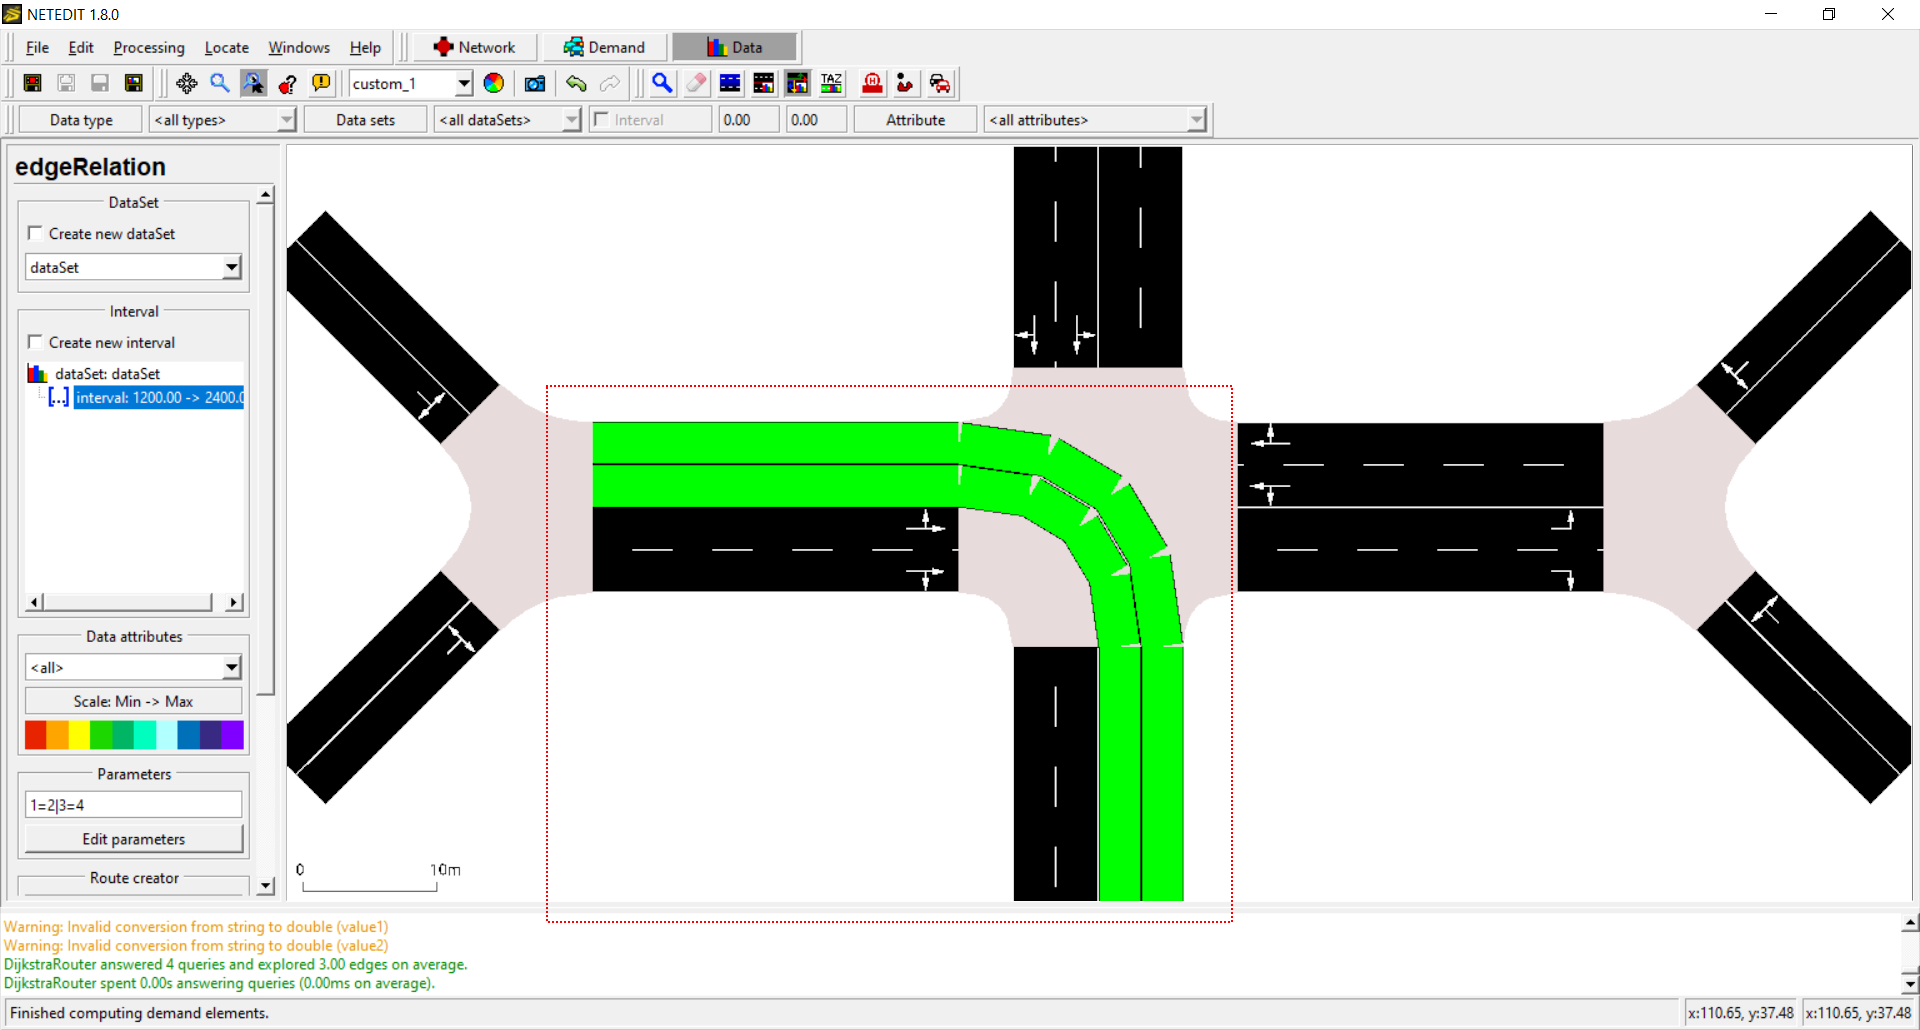 NETEDIT 1.8.0
File Edit Processing Locate Windows Help Network Demand Data
custom_1 TAZ
Data type <all types> Data sets <all dataSets> Interval 0.00 0.00 Attribute <all attributes>
edgeRelation
DataSet
Create new dataSet
dataSet
Interval
Create new interval
dataSet: dataSet
[...] interval: 1200.00 -> 2400.0
Data attributes
<all>
Scale: Min -> Max
Parameters
1=2|3=4
Edit parameters
Route creator
0 10m
Warning: Invalid conversion from string to double (value1)
Warning: Invalid conversion from string to double (value2)
DijkstraRouter answered 4 queries and explored 3.00 edges on average.
DijkstraRouter spent 0.00s answering queries (0.00ms on average).
Finished computing demand elements. x:110.65, y:37.48 x:110.65, y:37.48